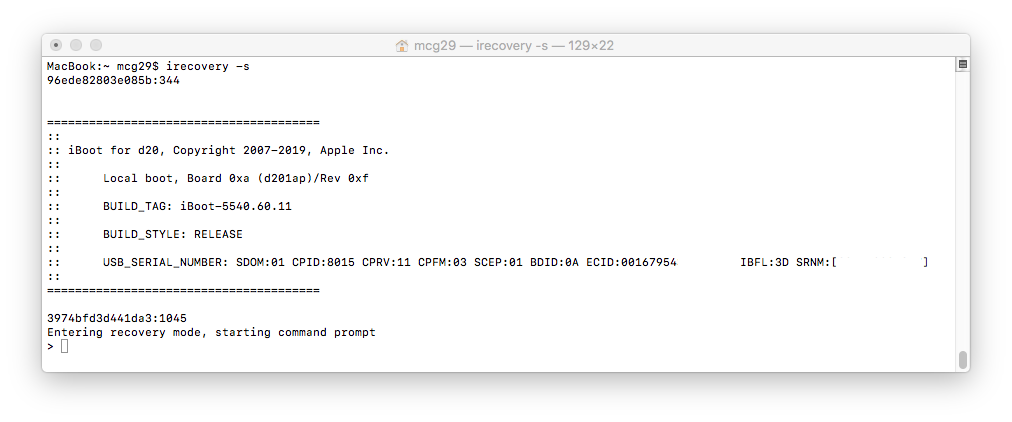 mcg29 — irecovery -s — 129×22
MacBook:~ mcg29$ irecovery -s
96ede82803e085b:344
=======================================
::
:: iBoot for d20, Copyright 2007-2019, Apple Inc.
::
::      Local boot, Board 0xa (d201ap)/Rev 0xf
::
::      BUILD_TAG: iBoot-5540.60.11
::
::      BUILD_STYLE: RELEASE
::
::      USB_SERIAL_NUMBER: SDOM:01 CPID:8015 CPRV:11 CPFM:03 SCEP:01 BDID:0A ECID:00167954         IBFL:3D SRNM:[            ]
::
=======================================
3974bfd3d441da3:1045
Entering recovery mode, starting command prompt
>